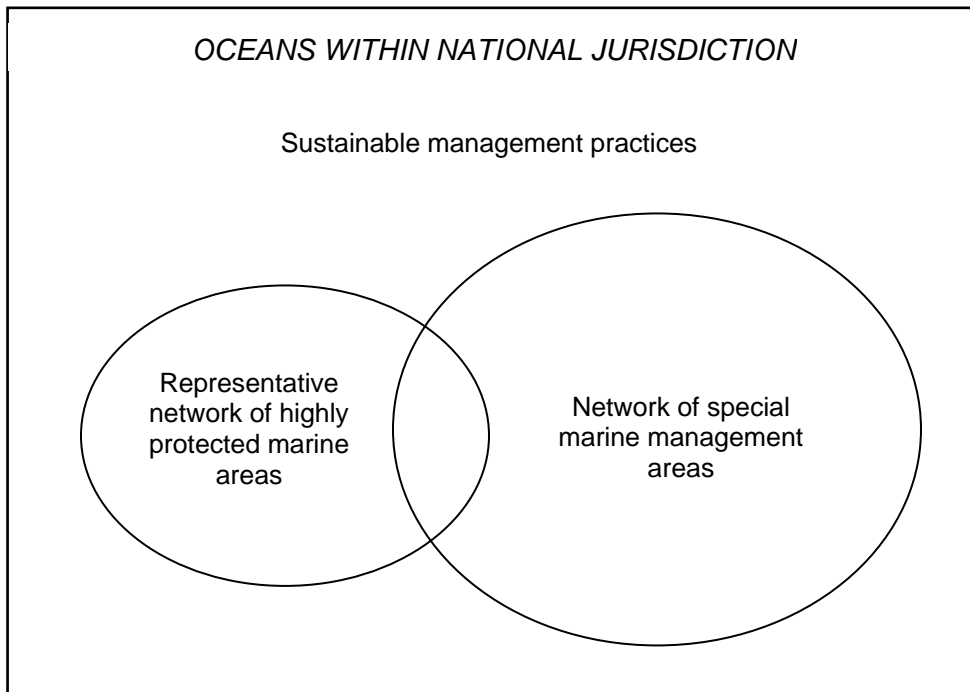 OCEANS WITHIN NATIONAL JURISDICTION
Sustainable management practices
Representative
network of highly
protected marine
areas
Network of special
marine management
areas